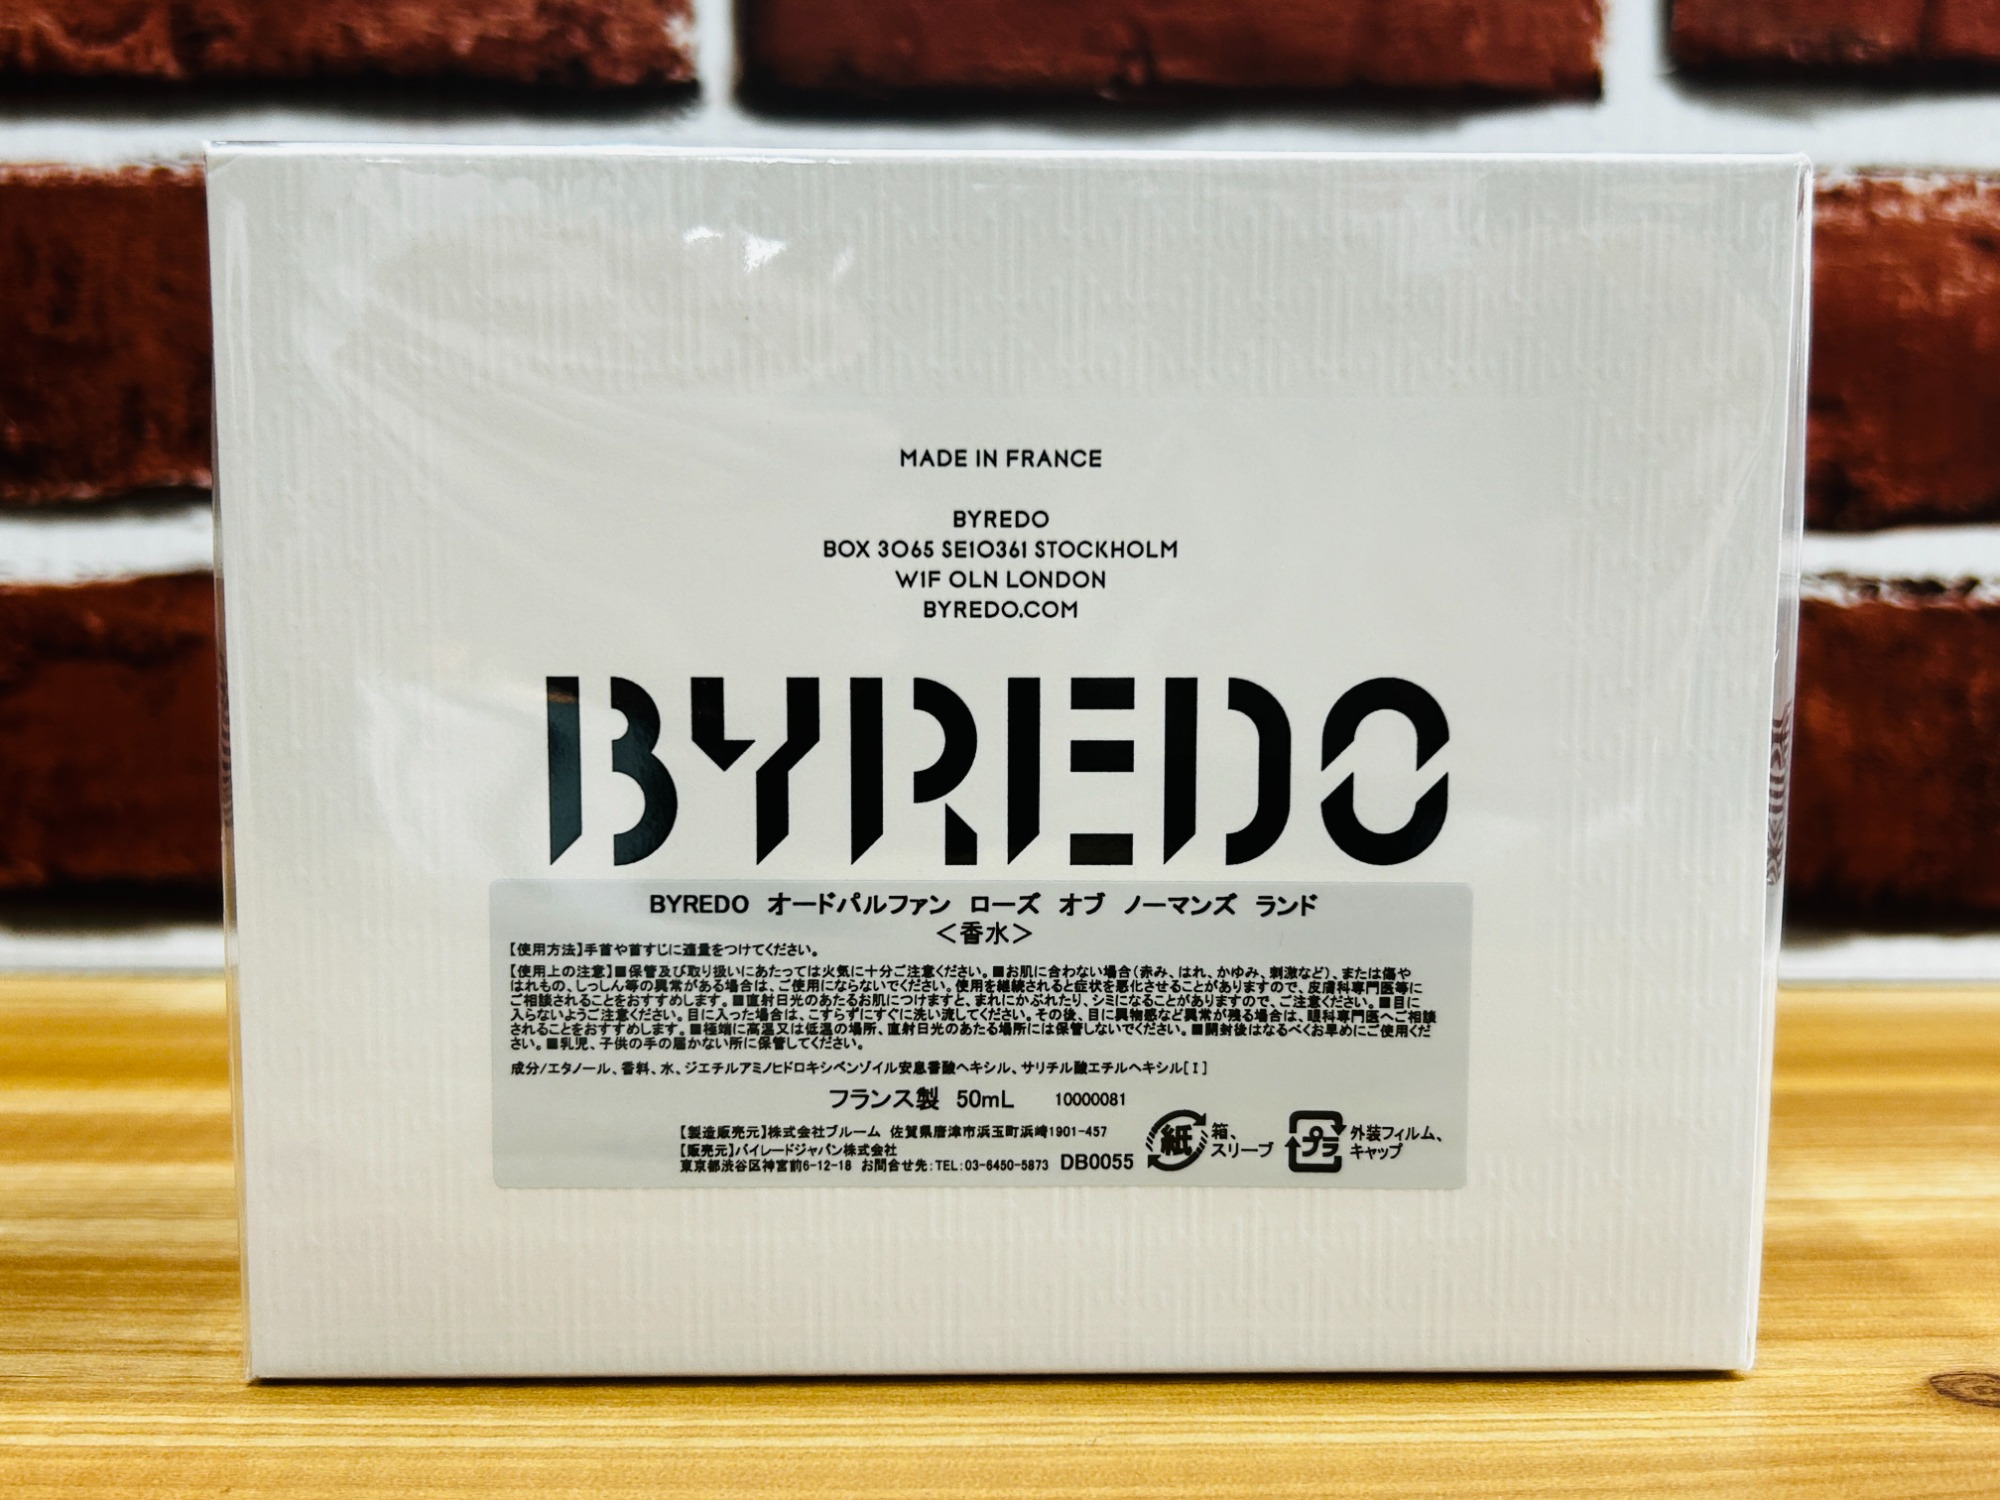 MADE IN FRANCE
BYREDO
BOX 3065 SE10361 STOCKHOLM
W1F OLN LONDON
BYREDO.COM
BYREDO
BYREDO オードパルファン ローズ オブ ノーマンズ ランド
＜香水＞
【使用方法】手首や首すじに適量をつけてください。
【使用上の注意】■保管及び取り扱いにあたっては火気に十分ご注意ください。■お肌に合わない場合(赤み、はれ、かゆみ、刺激など)、または傷や
はれもの、しっしん等の異常がある場合は、ご使用にならないでください。使用を継続されると症状を悪化させることがありますので、皮膚科専門医等に
ご相談されることをおすすめします。■直射日光のあたるお肌につけますと、まれにかぶれたり、シミになることがありますので、ご注意ください。■目に
入らないようご注意ください。目に入った場合は、こすらずにすぐに洗い流してください。その後、目に異物感など異常が残る場合は、眼科専門医へご相談
されることをおすすめします。■極端に高温又は低温の場所、直射日光のあたる場所には保管しないでください。■開封後はなるべくお早めにご使用くだ
さい。■乳児、子供の手の届かない所に保管してください。
成分/エタノール、香料、水、ジエチルアミノヒドロキシベンゾイル安息香酸ヘキシル、サリチル酸エチルヘキシル[I]
フランス製 50mL 10000081
【製造販売元】株式会社ブルーム 佐賀県唐津市浜玉町浜崎1901-457
【販売元】バイレードジャパン株式会社
東京都渋谷区神宮前6-12-18 お問合せ先:TEL:03-6450-5873 DB0055
紙 箱、
スリーブ
プラ 外装フィルム、
キャップ